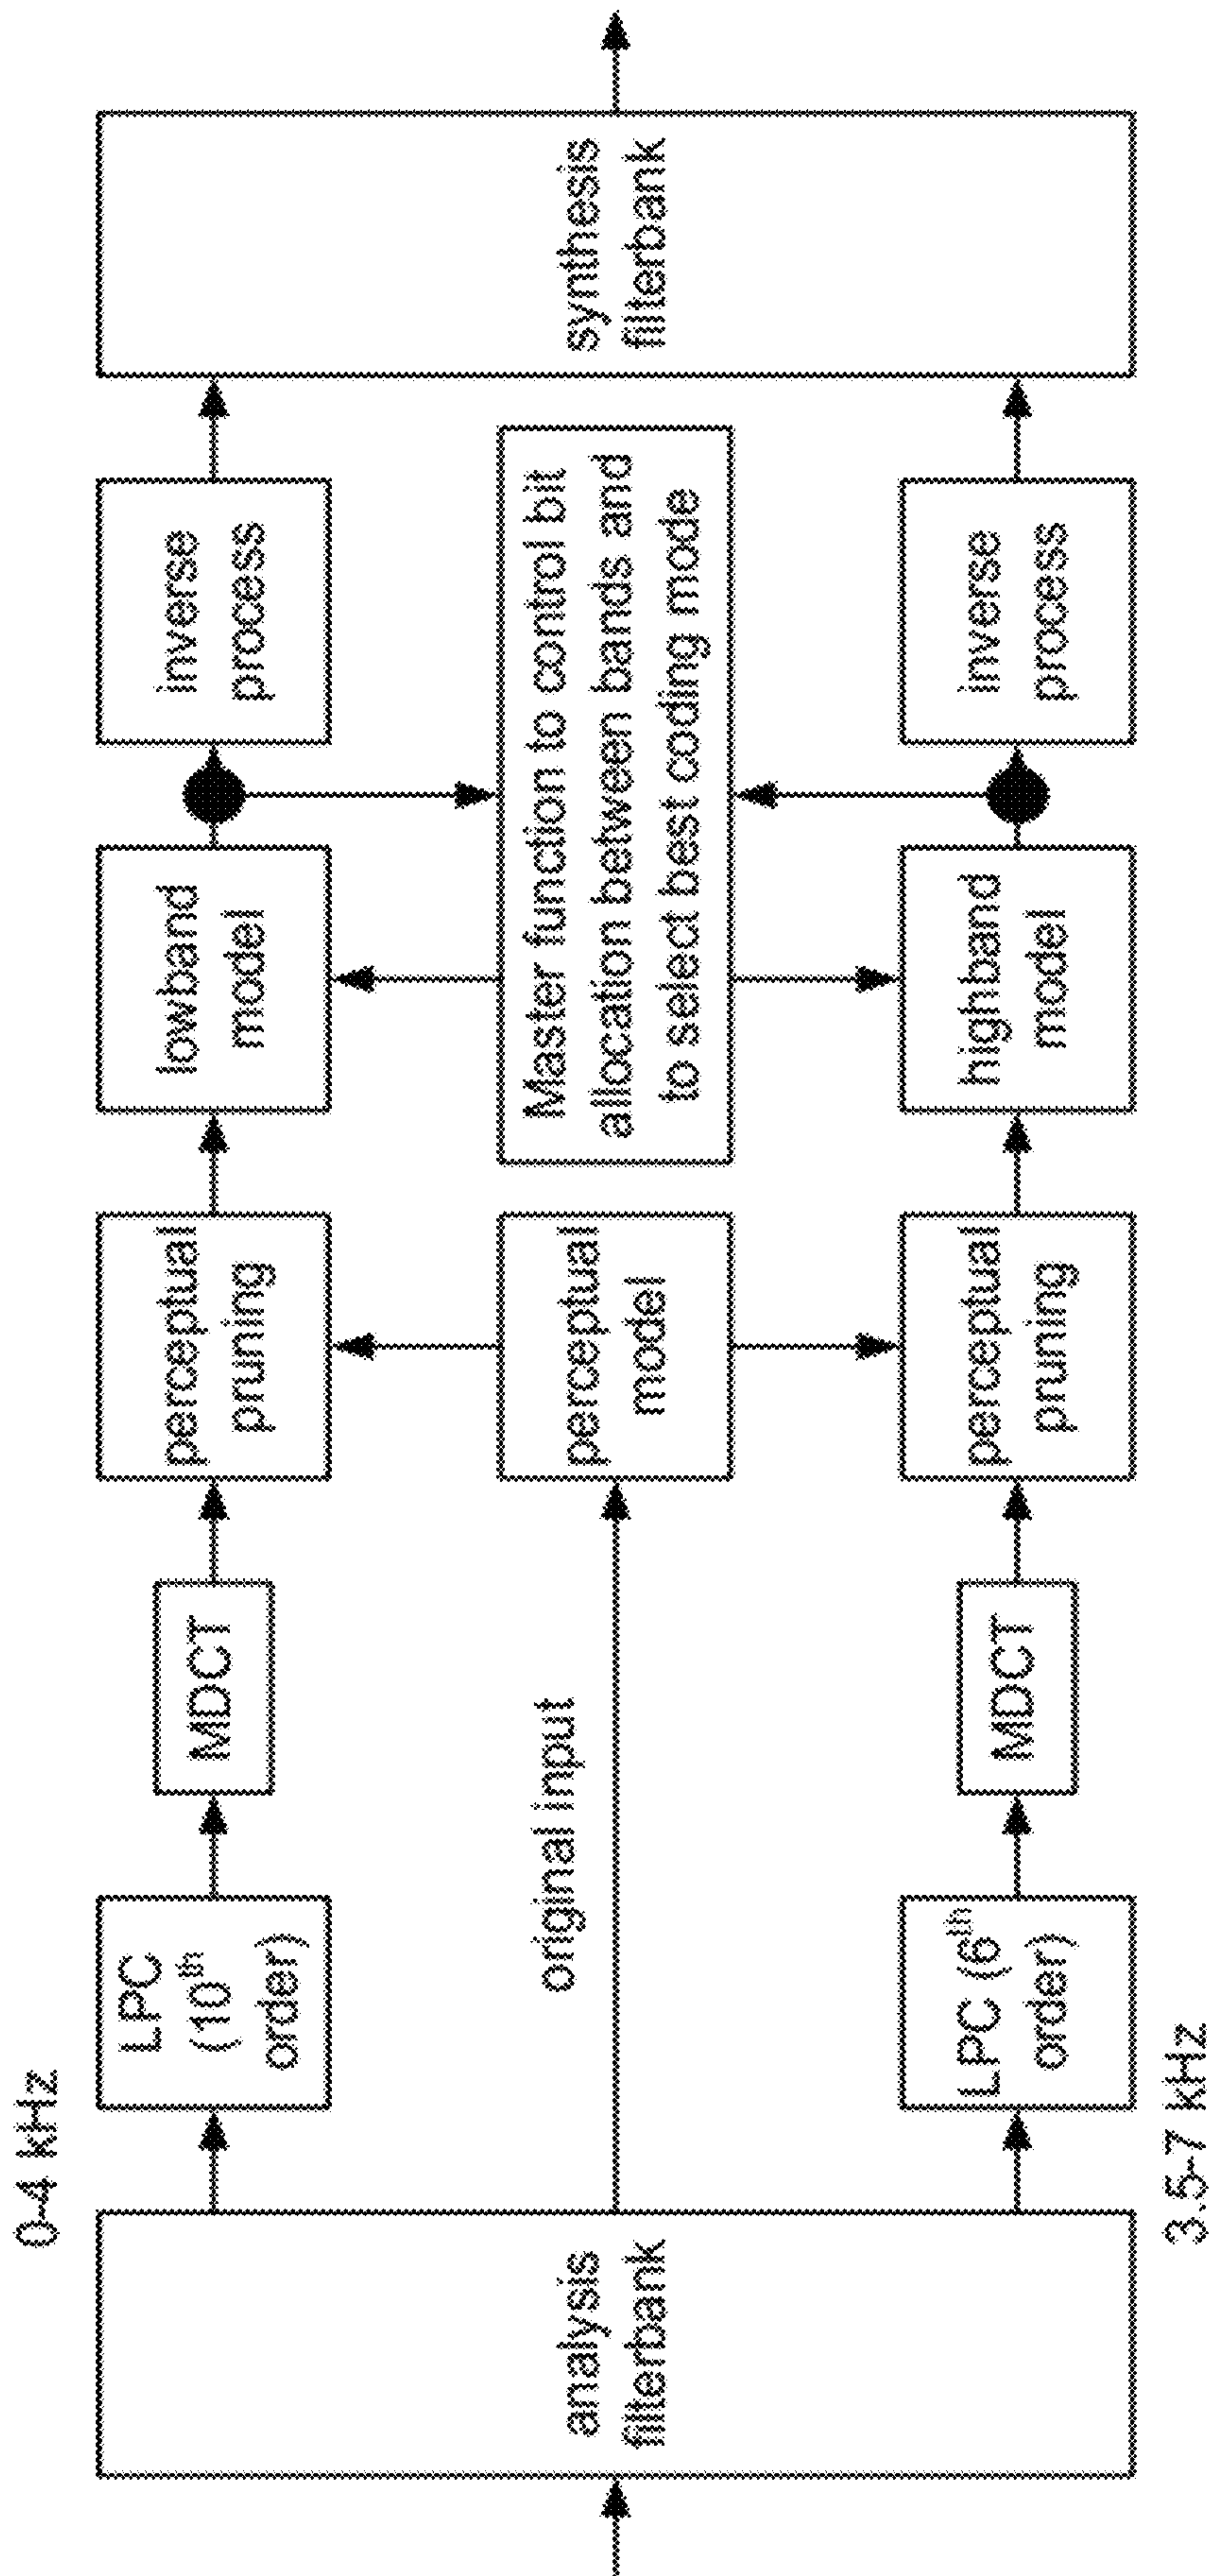 0-4 kHz
analysis
filterbank
LPC
(10th
order)
MDCT
perceptual
pruning
lowband
model
inverse
process
original input
perceptual
model
Master function to control bit
allocation between bands and
to select best coding mode
synthesis
filterbank
LPC (6th
order)
MDCT
perceptual
pruning
highband
model
inverse
process
3.5-7 kHz